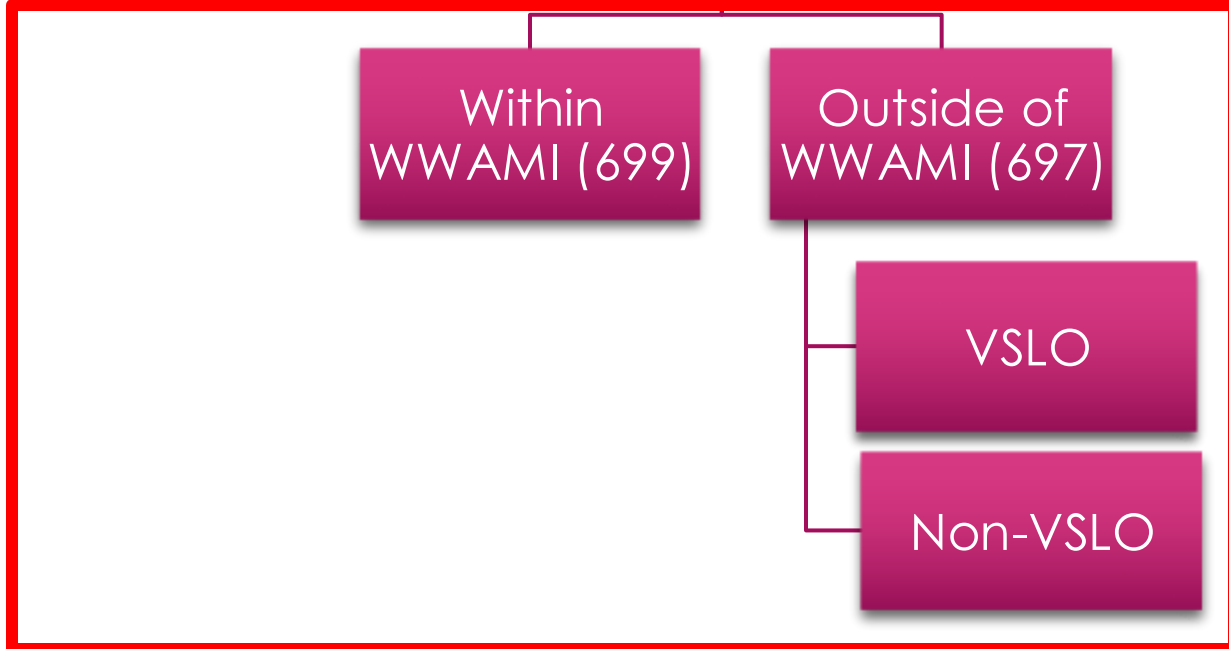 Within
WWAMI (699)
Outside of
WWAMI (697)
VSLO
Non-VSLO